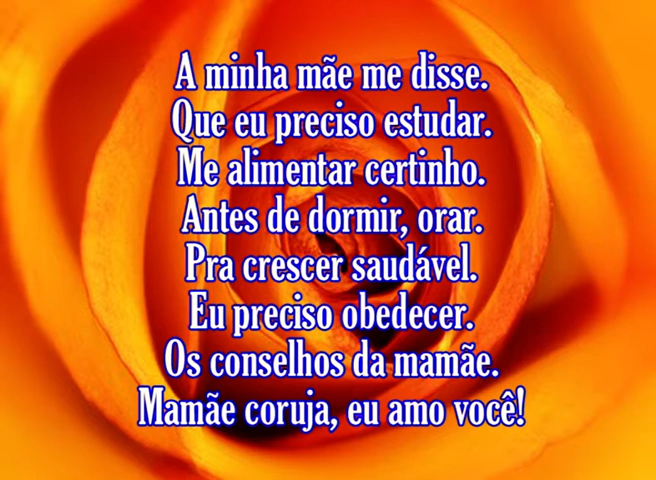 A minha mãe me disse.
Que eu preciso estudar.
Me alimentar certinho.
Antes de dormir, orar.
Pra crescer saudável.
Eu preciso obedecer.
Os conselhos da mamãe.
Mamãe coruja, eu amo você!